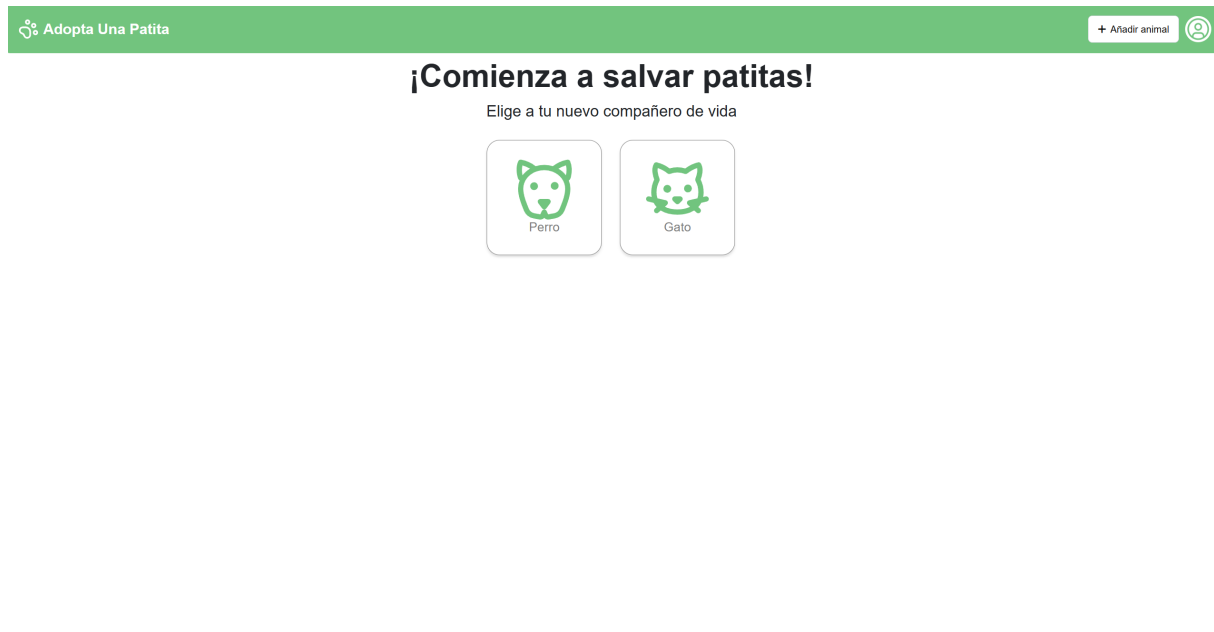 Adopta Una Patita
+ Añadir animal
¡Comienza a salvar patitas!
Elige a tu nuevo compañero de vida
Perro
Gato